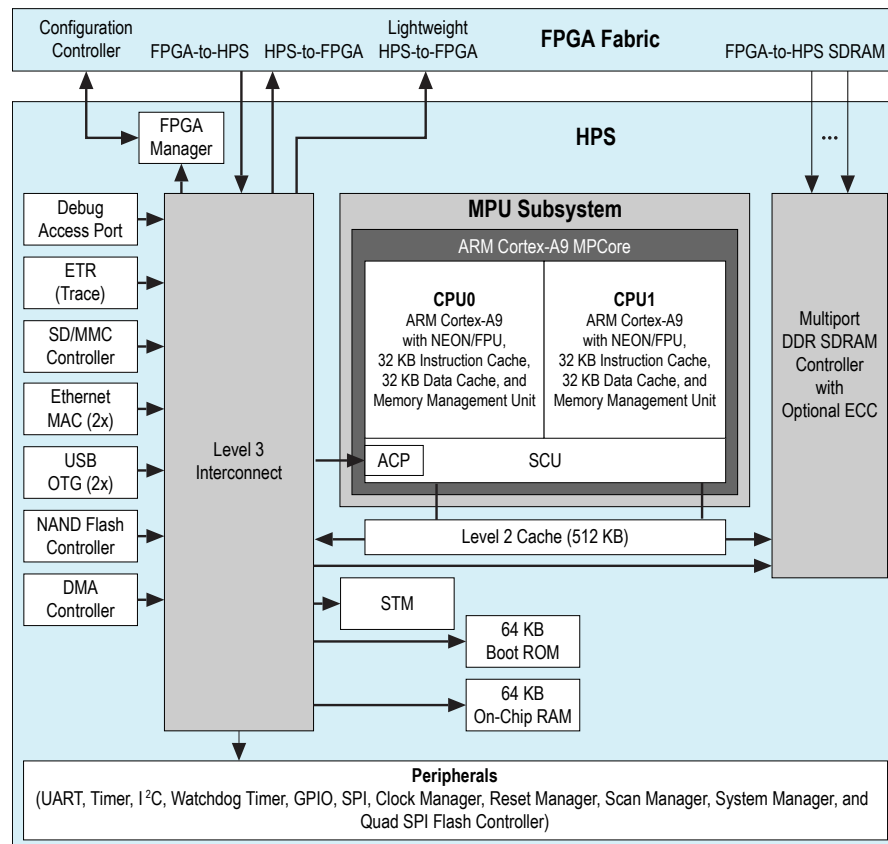 Configuration
Controller
FPGA-to-HPS
HPS-to-FPGA
Lightweight
HPS-to-FPGA
FPGA Fabric
FPGA-to-HPS SDRAM
HPS
...
FPGA
Manager
Debug
Access Port
ETR
(Trace)
SD/MMC
Controller
Ethernet
MAC (2x)
USB
OTG (2x)
NAND Flash
Controller
DMA
Controller
Level 3
Interconnect
MPU Subsystem
ARM Cortex-A9 MPCore
CPU0
ARM Cortex-A9
with NEON/FPU,
32 KB Instruction Cache,
32 KB Data Cache, and
Memory Management Unit
CPU1
ARM Cortex-A9
with NEON/FPU,
32 KB Instruction Cache,
32 KB Data Cache, and
Memory Management Unit
ACP
SCU
Level 2 Cache (512 KB)
Multiport
DDR SDRAM
Controller
with
Optional ECC
STM
64 KB
Boot ROM
64 KB
On-Chip RAM
Peripherals
(UART, Timer, I²C, Watchdog Timer, GPIO, SPI, Clock Manager, Reset Manager, Scan Manager, System Manager, and
Quad SPI Flash Controller)